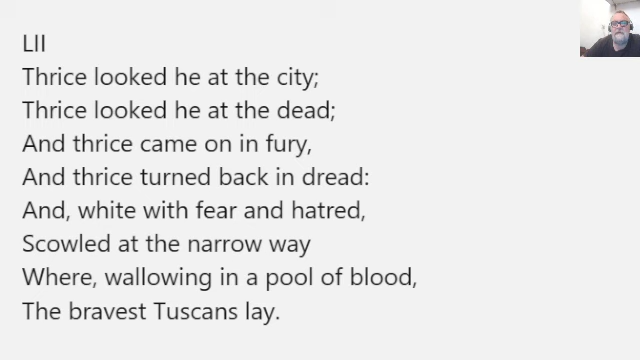 LII
Thrice looked he at the city;
Thrice looked he at the dead;
And thrice came on in fury,
And thrice turned back in dread:
And, white with fear and hatred,
Scowled at the narrow way
Where, wallowing in a pool of blood,
The bravest Tuscans lay.